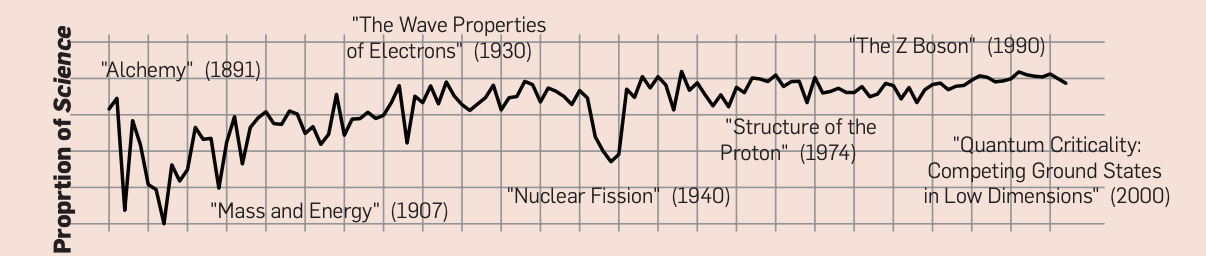 "The Wave Properties
of Electrons" (1930)
"The Z Boson" (1990)
"Alchemy" (1891)
Proprtion of Science
"Structure of the
Proton" (1974)
"Quantum Criticality:
Competing Ground States
in Low Dimensions" (2000)
"Nuclear Fission" (1940)
"Mass and Energy" (1907)